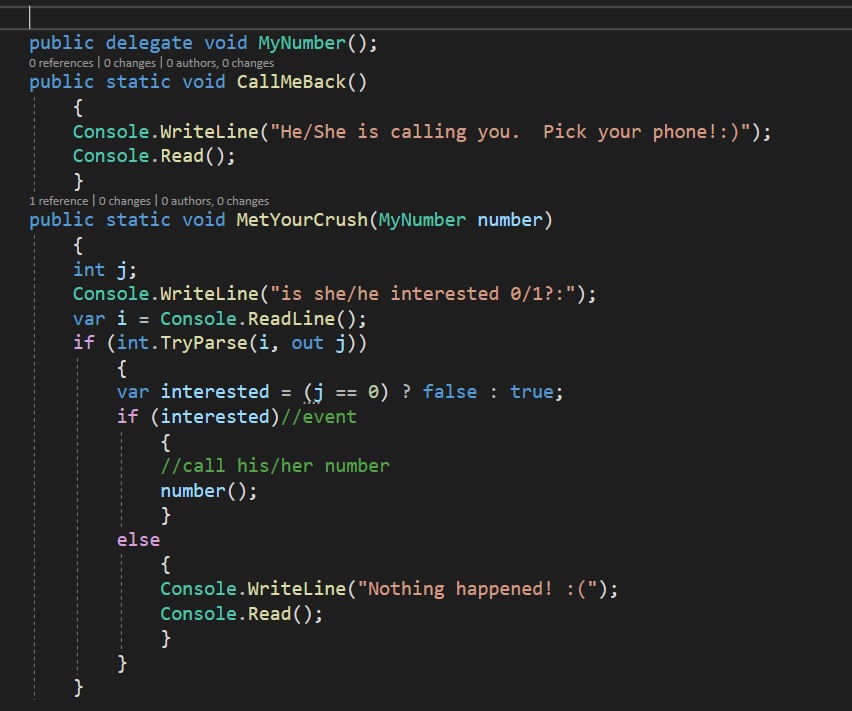 public delegate void MyNumber();
0 references | 0 changes | 0 authors, 0 changes
public static void CallMeBack()
{
Console.WriteLine("He/She is calling you.  Pick your phone!:)");
Console.Read();
}
1 reference | 0 changes | 0 authors, 0 changes
public static void MetYourCrush(MyNumber number)
{
int j;
Console.WriteLine("is she/he interested 0/1?:");
var i = Console.ReadLine();
if (int.TryParse(i, out j))
{
var interested = (j == 0) ? false : true;
if (interested)//event
{
//call his/her number
number();
}
else
{
Console.WriteLine("Nothing happened! :(");
Console.Read();
}
}
}